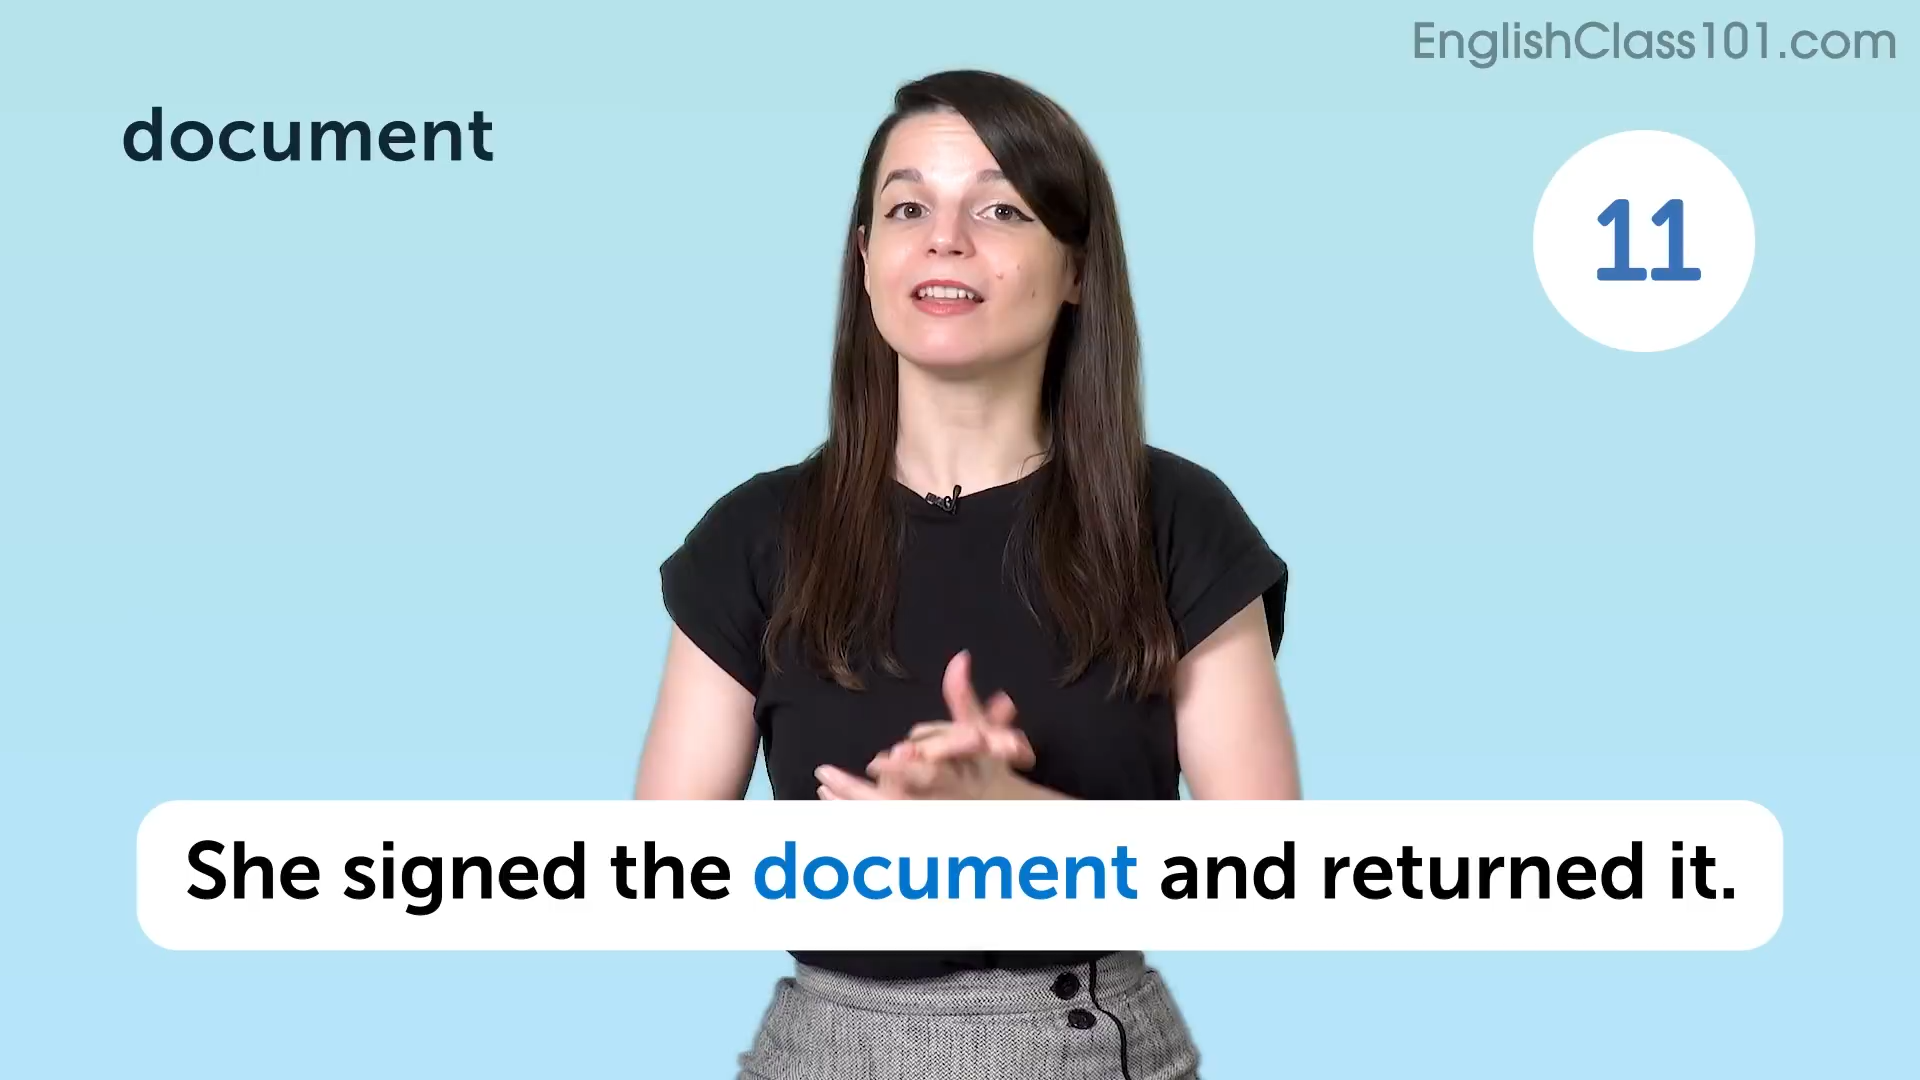 EnglishClass101.com
document
11
She signed the document and returned it.